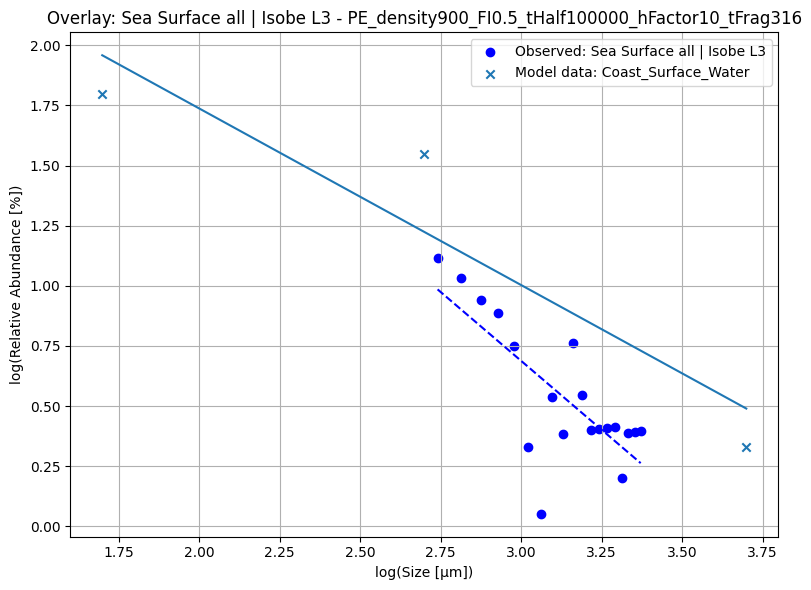 Overlay: Sea Surface all | Isobe L3 - PE_density900_FI0.5_tHalf100000_hFactor10_tFrag316
Observed: Sea Surface all | Isobe L3
Model data: Coast_Surface_Water
log(Relative Abundance [%])
2.00
1.75
1.50
1.25
1.00
0.75
0.50
0.25
0.00
1.75 2.00 2.25 2.50 2.75 3.00 3.25 3.50 3.75
log(Size [μm])